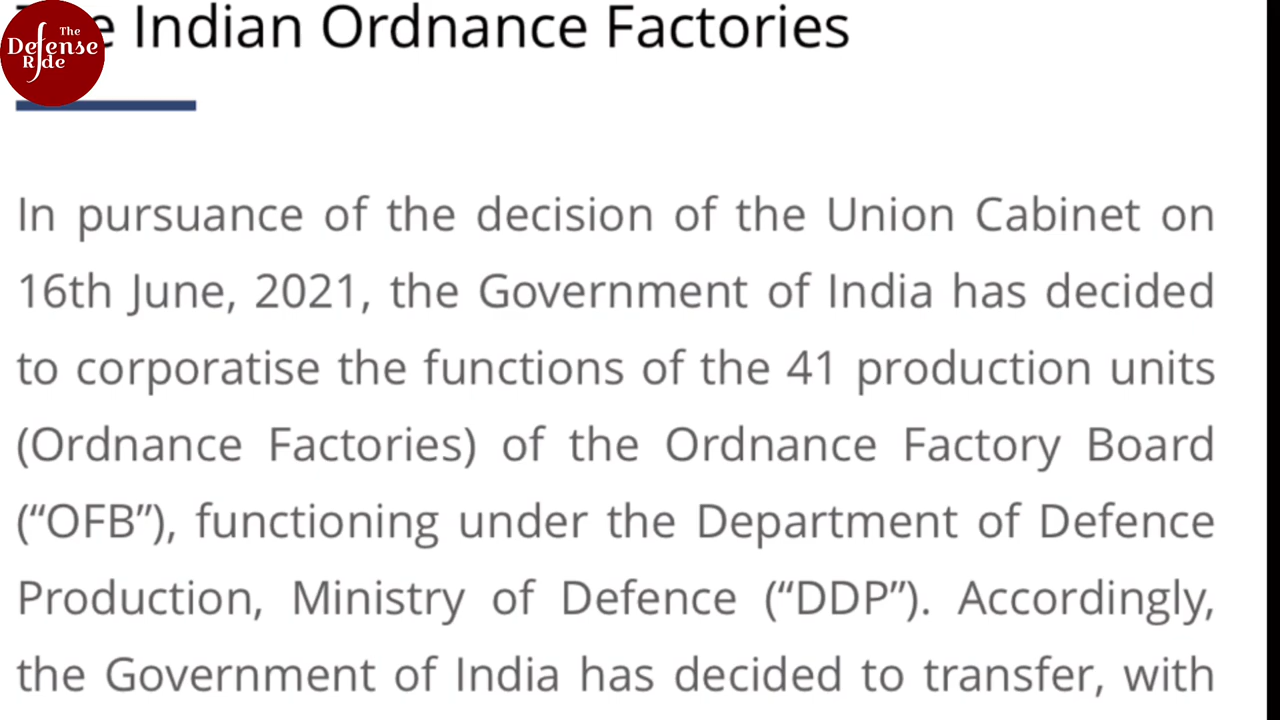 The Defense Ride
The Indian Ordnance Factories
In pursuance of the decision of the Union Cabinet on
16th June, 2021, the Government of India has decided
to corporatise the functions of the 41 production units
(Ordnance Factories) of the Ordnance Factory Board
(“OFB”), functioning under the Department of Defence
Production, Ministry of Defence (“DDP”). Accordingly,
the Government of India has decided to transfer, with